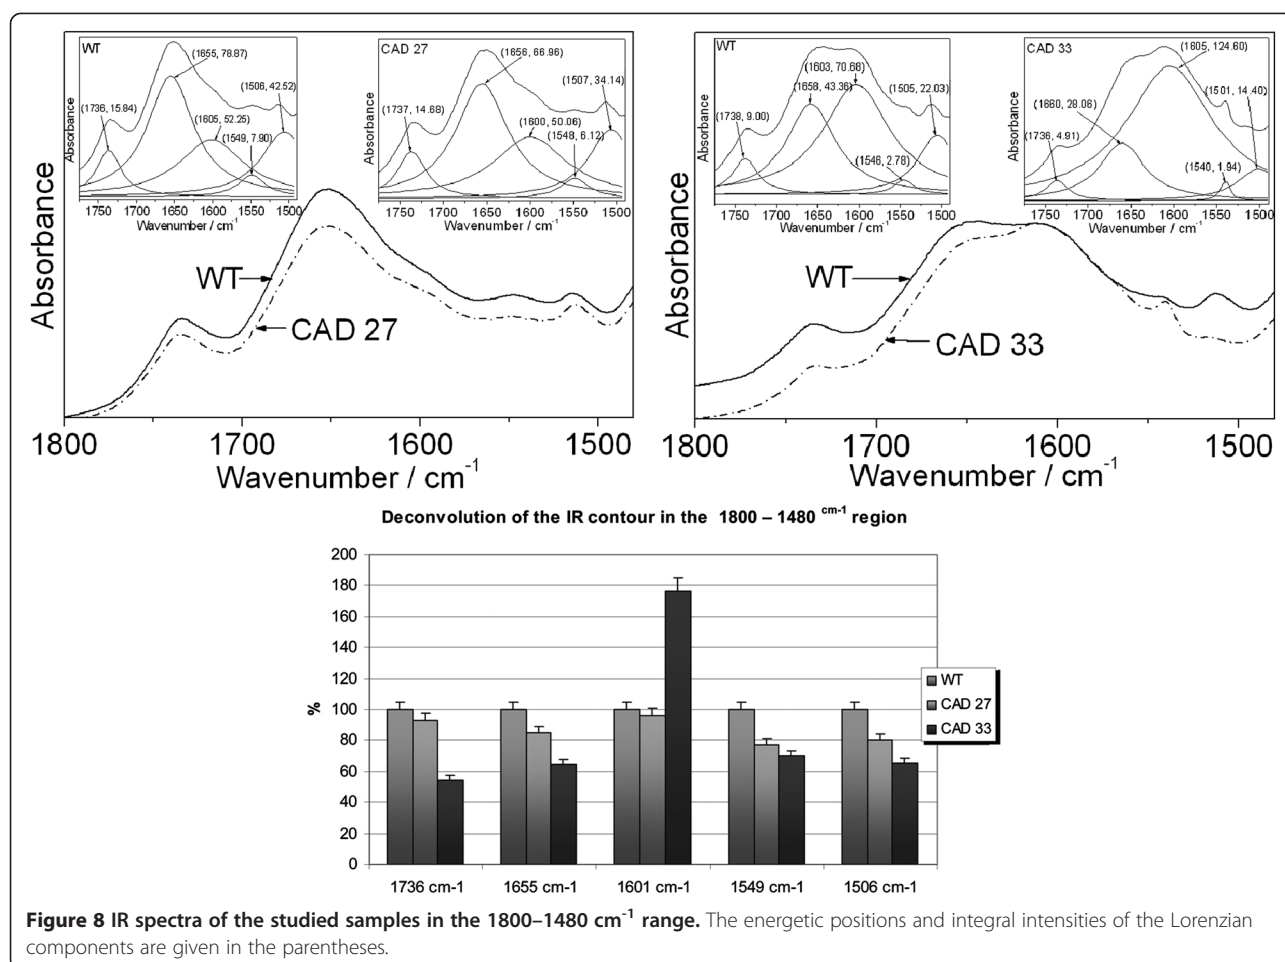 WT
(1655, 78.87)
(1506, 42.52)
(1736, 15.84)
(1605, 52.25)
(1549, 7.90)
Absorbance
1750 1700 1650 1600 1550 1500
Wavenumber / cm-1
CAD 27
(1656, 66.96)
(1507, 34.14)
(1737, 14.68)
(1600, 50.06)
(1548, 6.12)
Absorbance
1750 1700 1650 1600 1550 1500
Wavenumber / cm-1
Absorbance
WT
CAD 27
1800 1700 1600 1500
Wavenumber / cm-1
WT
(1603, 70.68)
(1658, 43.36)
(1505, 22.03)
(1738, 9.00)
(1546, 2.78)
Absorbance
1750 1700 1650 1600 1550 1500
Wavenumber / cm-1
CAD 33
(1605, 124.60)
(1501, 14.40)
(1660, 28.06)
(1736, 4.91)
(1540, 1.94)
Absorbance
1750 1700 1650 1600 1550 1500
Wavenumber / cm-1
Absorbance
WT
CAD 33
1800 1700 1600 1500
Wavenumber / cm-1
Deconvolution of the IR contour in the 1800 – 1480 cm-1 region
200
180
160
140
120
100
80
60
40
20
0
%
1736 cm-1 1655 cm-1 1601 cm-1 1549 cm-1 1506 cm-1
WT
CAD 27
CAD 33
Figure 8 IR spectra of the studied samples in the 1800–1480 cm-1 range. The energetic positions and integral intensities of the Lorenzian
components are given in the parentheses.